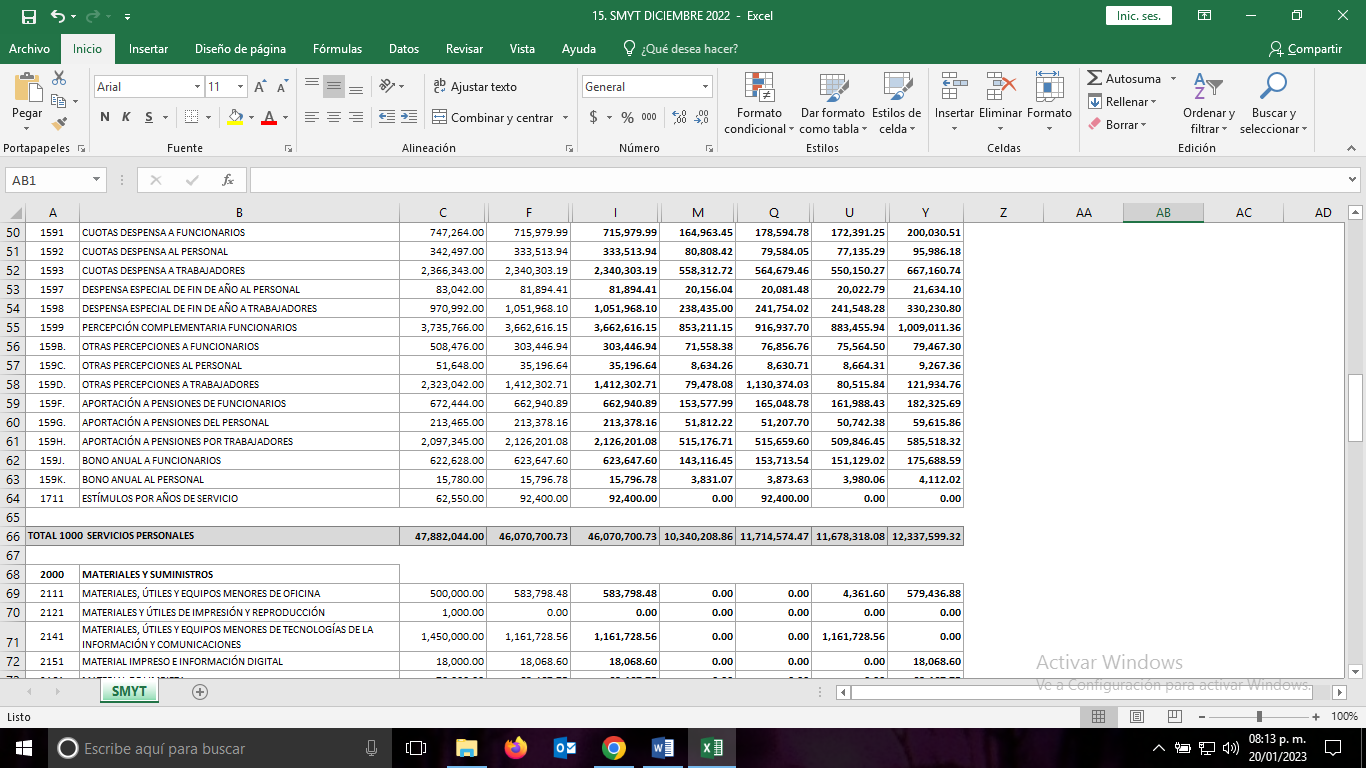 15. SMYT DICIEMBRE 2022 - Excel
Inic. ses.
Archivo Inicio Insertar Diseño de página Fórmulas Datos Revisar Vista Ayuda ¿Qué desea hacer? Compartir
Pegar
Arial 11
N K S
ab Ajustar texto
Combinar y centrar
General
$ % 000
Formato condicional
Dar formato como tabla
Estilos de celda
Insertar Eliminar Formato
Autosuma
Rellenar
Borrar
Ordenar y filtrar
Buscar y seleccionar
Portapapeles Fuente Alineación Número Estilos Celdas Edición
AB1 fx
A B C F I M Q U Y Z AA AB AC AD
50 1591 CUOTAS DESPENSA A FUNCIONARIOS 747,264.00 715,979.99 715,979.99 164,963.45 178,594.78 172,391.25 200,030.51
51 1592 CUOTAS DESPENSA AL PERSONAL 342,497.00 333,513.94 333,513.94 80,808.42 79,584.05 77,135.29 95,986.18
52 1593 CUOTAS DESPENSA A TRABAJADORES 2,366,343.00 2,340,303.19 2,340,303.19 558,312.72 564,679.46 550,150.27 667,160.74
53 1597 DESPENSA ESPECIAL DE FIN DE AÑO AL PERSONAL 83,042.00 81,894.41 81,894.41 20,156.04 20,081.48 20,022.79 21,634.10
54 1598 DESPENSA ESPECIAL DE FIN DE AÑO A TRABAJADORES 970,992.00 1,051,968.10 1,051,968.10 238,435.00 241,754.02 241,548.28 330,230.80
55 1599 PERCEPCIÓN COMPLEMENTARIA FUNCIONARIOS 3,735,766.00 3,662,616.15 3,662,616.15 853,211.15 916,937.70 883,455.94 1,009,011.36
56 159B. OTRAS PERCEPCIONES A FUNCIONARIOS 508,476.00 303,446.94 303,446.94 71,558.38 76,856.76 75,564.50 79,467.30
57 159C. OTRAS PERCEPCIONES AL PERSONAL 51,648.00 35,196.64 35,196.64 8,634.26 8,630.71 8,664.31 9,267.36
58 159D. OTRAS PERCEPCIONES A TRABAJADORES 2,323,042.00 1,412,302.71 1,412,302.71 79,478.08 1,130,374.03 80,515.84 121,934.76
59 159F. APORTACIÓN A PENSIONES DE FUNCIONARIOS 672,444.00 662,940.89 662,940.89 153,577.99 165,048.78 161,988.43 182,325.69
60 159G. APORTACIÓN A PENSIONES DEL PERSONAL 213,465.00 213,378.16 213,378.16 51,812.22 51,207.70 50,742.38 59,615.86
61 159H. APORTACIÓN A PENSIONES POR TRABAJADORES 2,097,345.00 2,126,201.08 2,126,201.08 515,176.71 515,659.60 509,846.45 585,518.32
62 159J. BONO ANUAL A FUNCIONARIOS 622,628.00 623,647.60 623,647.60 143,116.45 153,713.54 151,129.02 175,688.59
63 159K. BONO ANUAL AL PERSONAL 15,780.00 15,796.78 15,796.78 3,831.07 3,873.63 3,980.06 4,112.02
64 1711 ESTÍMULOS POR AÑOS DE SERVICIO 62,550.00 92,400.00 92,400.00 0.00 92,400.00 0.00 0.00
65
66 TOTAL 1000 SERVICIOS PERSONALES 47,882,044.00 46,070,700.73 46,070,700.73 10,340,208.86 11,714,574.47 11,678,318.08 12,337,599.32
67
68 2000 MATERIALES Y SUMINISTROS
69 2111 MATERIALES, ÚTILES Y EQUIPOS MENORES DE OFICINA 500,000.00 583,798.48 583,798.48 0.00 0.00 4,361.60 579,436.88
70 2121 MATERIALES Y ÚTILES DE IMPRESIÓN Y REPRODUCCIÓN 1,000.00 0.00 0.00 0.00 0.00 0.00 0.00
71 2141 MATERIALES, ÚTILES Y EQUIPOS MENORES DE TECNOLOGÍAS DE LA
INFORMACIÓN Y COMUNICACIONES 1,450,000.00 1,161,728.56 1,161,728.56 0.00 0.00 1,161,728.56 0.00
72 2151 MATERIAL IMPRESO E INFORMACIÓN DIGITAL 18,000.00 18,068.60 18,068.60 0.00 0.00 0.00 18,068.60
Activar Windows
Ve a Configuración para activar Windows.
SMYT
Listo 100%
Escribe aquí para buscar
08:13 p. m.
20/01/2023